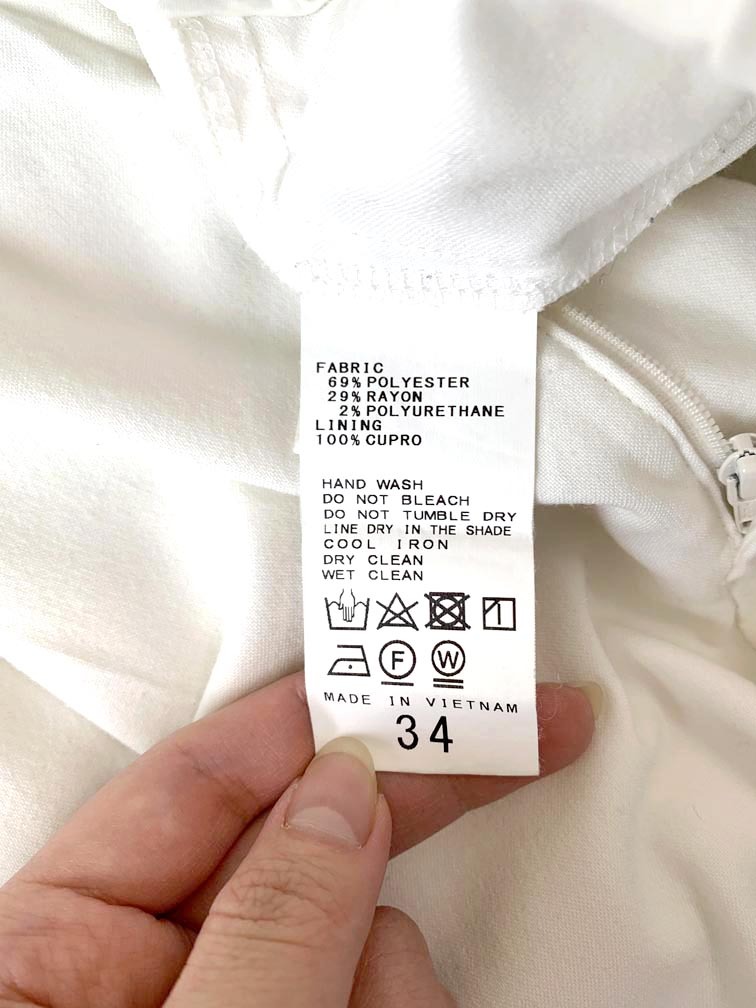 FABRIC
69% POLYESTER
29% RAYON
2% POLYURETHANE
LINING
100% CUPRO
HAND WASH
DO NOT BLEACH
DO NOT TUMBLE DRY
LINE DRY IN THE SHADE
COOL IRON
DRY CLEAN
WET CLEAN
F W
MADE IN VIETNAM
34